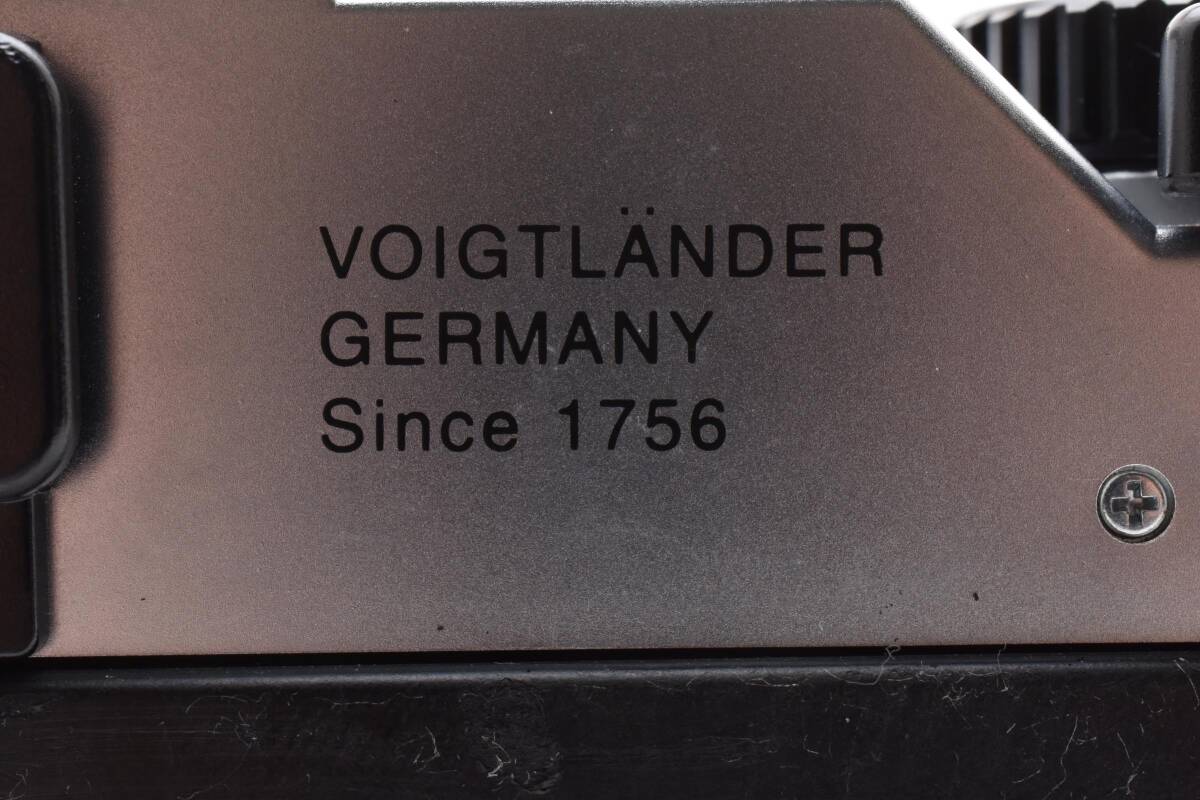 VOIGTLÄNDER
GERMANY
Since 1756